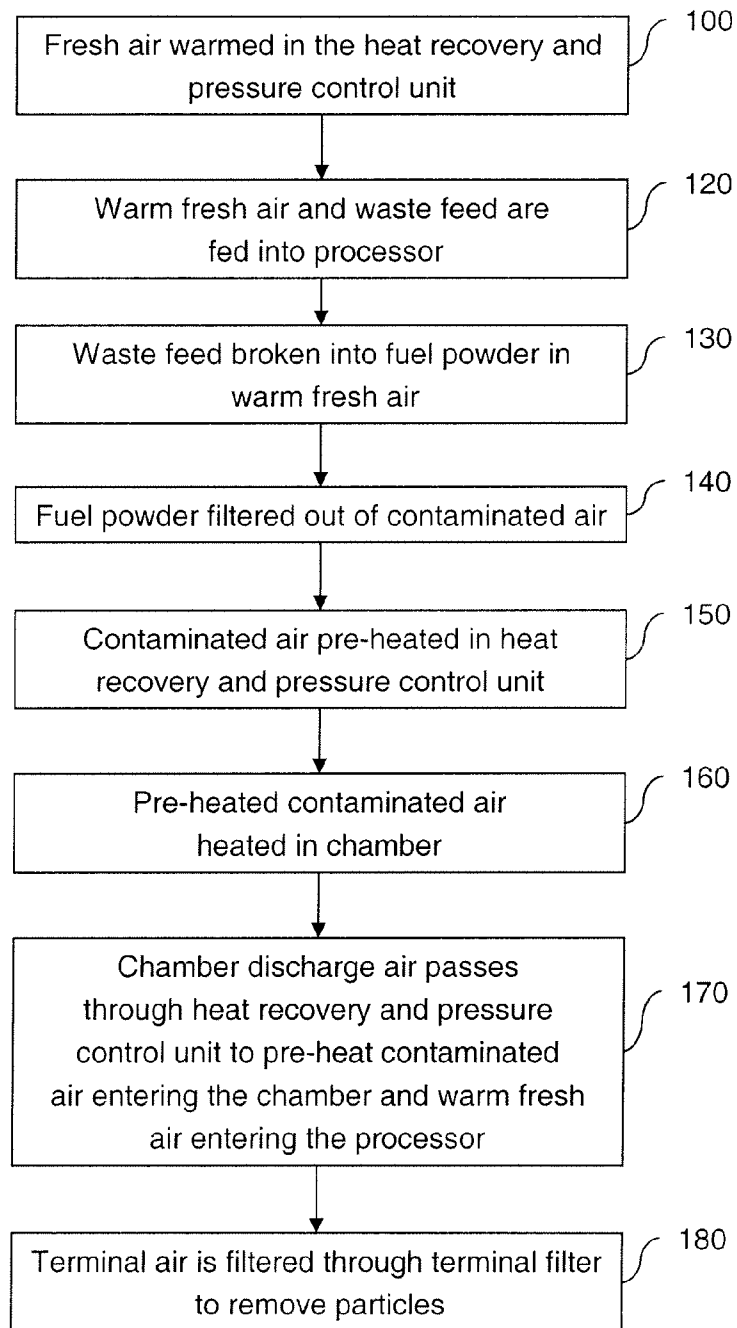 100
Fresh air warmed in the heat recovery and
pressure control unit
120
Warm fresh air and waste feed are
fed into processor
130
Waste feed broken into fuel powder in
warm fresh air
140
Fuel powder filtered out of contaminated air
150
Contaminated air pre-heated in heat
recovery and pressure control unit
160
Pre-heated contaminated air
heated in chamber
170
Chamber discharge air passes
through heat recovery and pressure
control unit to pre-heat contaminated
air entering the chamber and warm fresh
air entering the processor
180
Terminal air is filtered through terminal filter
to remove particles